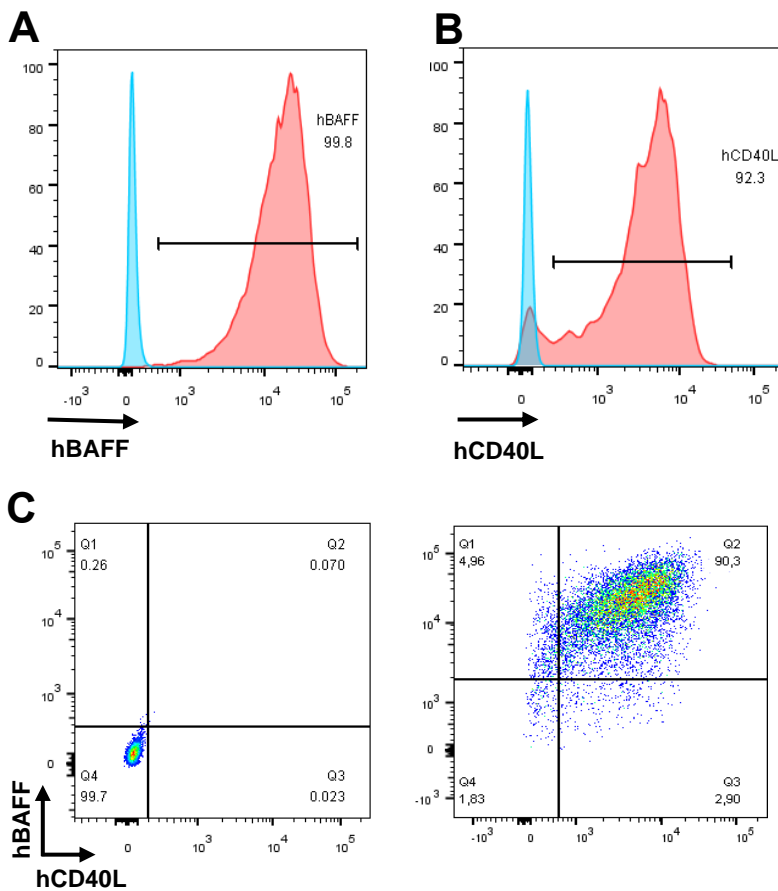 A
B
100
80
60
40
20
0
hBAFF
99.8
-10³ 0 10³ 10⁴ 10⁵
hBAFF
100
80
60
40
20
0
hCD40L
92.3
0 10³ 10⁴ 10⁵
hCD40L
C
Q1
0.26
Q2
0.070
10⁵
10⁴
10³
0
Q4
99.7
Q3
0.023
0 10³ 10⁴ 10⁵
hBAFF
hCD40L
Q1
4,96
Q2
90,3
10⁵
10⁴
10³
0
-10³
Q4
1,83
Q3
2,90
-10³ 0 10³ 10⁴ 10⁵